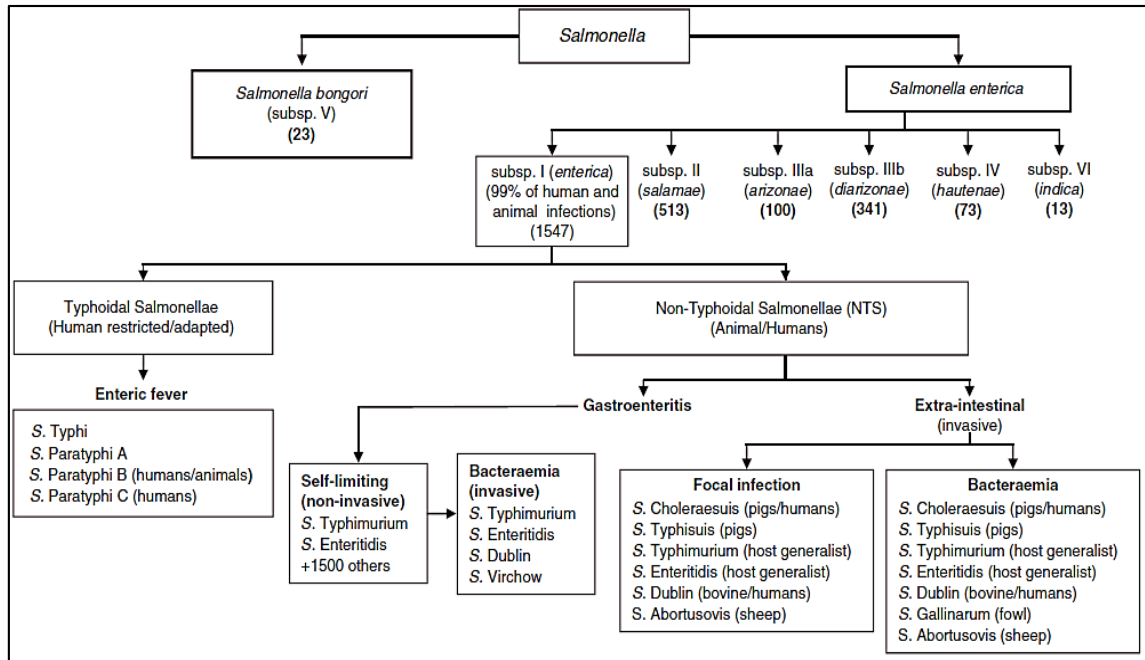 Salmonella
Salmonella bongori
(subsp. V)
(23)
Salmonella enterica
subsp. I (enterica)
(99% of human and
animal infections)
(1547)
subsp. II
(salamae)
(513)
subsp. IIIa
(arizonae)
(100)
subsp. IIIb
(diarizonae)
(341)
subsp. IV
(hautenae)
(73)
subsp. VI
(indica)
(13)
Typhoidal Salmonellae
(Human restricted/adapted)
Non-Typhoidal Salmonellae (NTS)
(Animal/Humans)
Enteric fever
S. Typhi
S. Paratyphi A
S. Paratyphi B (humans/animals)
S. Paratyphi C (humans)
Gastroenteritis
Extra-intestinal
(invasive)
Self-limiting
(non-invasive)
S. Typhimurium
S. Enteritidis
+1500 others
Bacteraemia
(invasive)
S. Typhimurium
S. Enteritidis
S. Dublin
S. Virchow
Focal infection
S. Choleraesuis (pigs/humans)
S. Typhisuis (pigs)
S. Typhimurium (host generalist)
S. Enteritidis (host generalist)
S. Dublin (bovine/humans)
S. Abortusovis (sheep)
Bacteraemia
S. Choleraesuis (pigs/humans)
S. Typhisuis (pigs)
S. Typhimurium (host generalist)
S. Enteritidis (host generalist)
S. Dublin (bovine/humans)
S. Gallinarum (fowl)
S. Abortusovis (sheep)